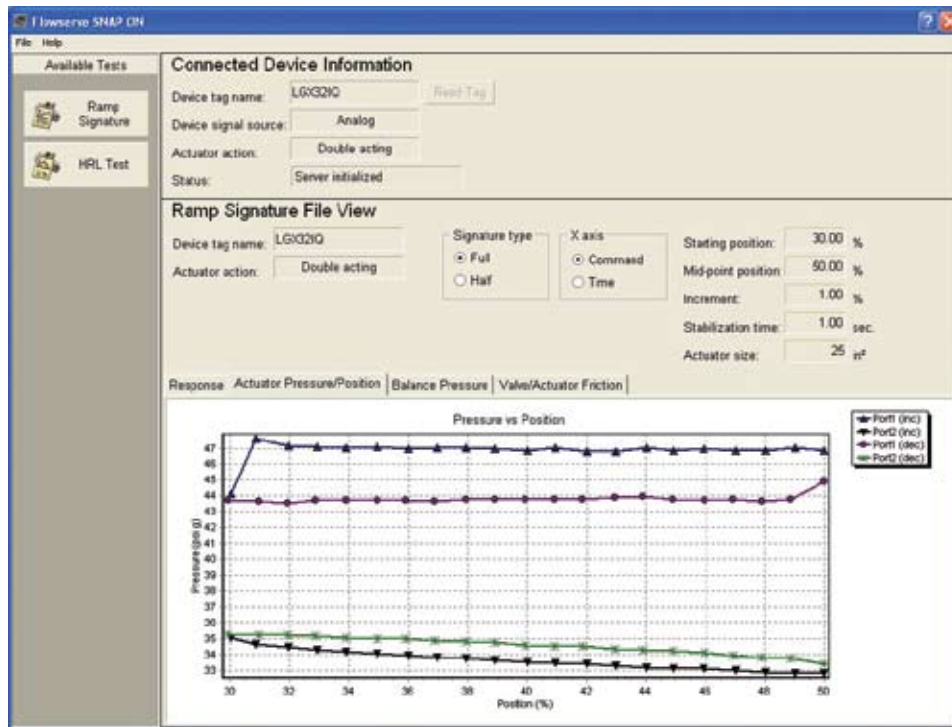 Flowserve SNAP ON
File Help
Available Tests
Ramp
Signature
HRL Test
Connected Device Information
Device tag name: LGX32IQ Read Tag
Device signal source: Analog
Actuator action: Double acting
Status: Server initialized
Ramp Signature File View
Device tag name: LGX32IQ
Actuator action: Double acting
Signature type
Full
Half
X axis
Command
Time
Starting position: 30.00 %
Mid-point position 50.00 %
Increment: 1.00 %
Stabilization time: 1.00 sec.
Actuator size: 25 in²
Response Actuator Pressure/Position Balance Pressure Valve/Actuator Friction
Pressure vs Position
Port1 (inc)
Port2 (inc)
Port1 (dec)
Port2 (dec)
Pressure (psi g)
47
45
45
44
43
42
41
40
39
38
37
36
35
34
33
30 32 34 36 38 40 42 44 46 48 50
Position (%)